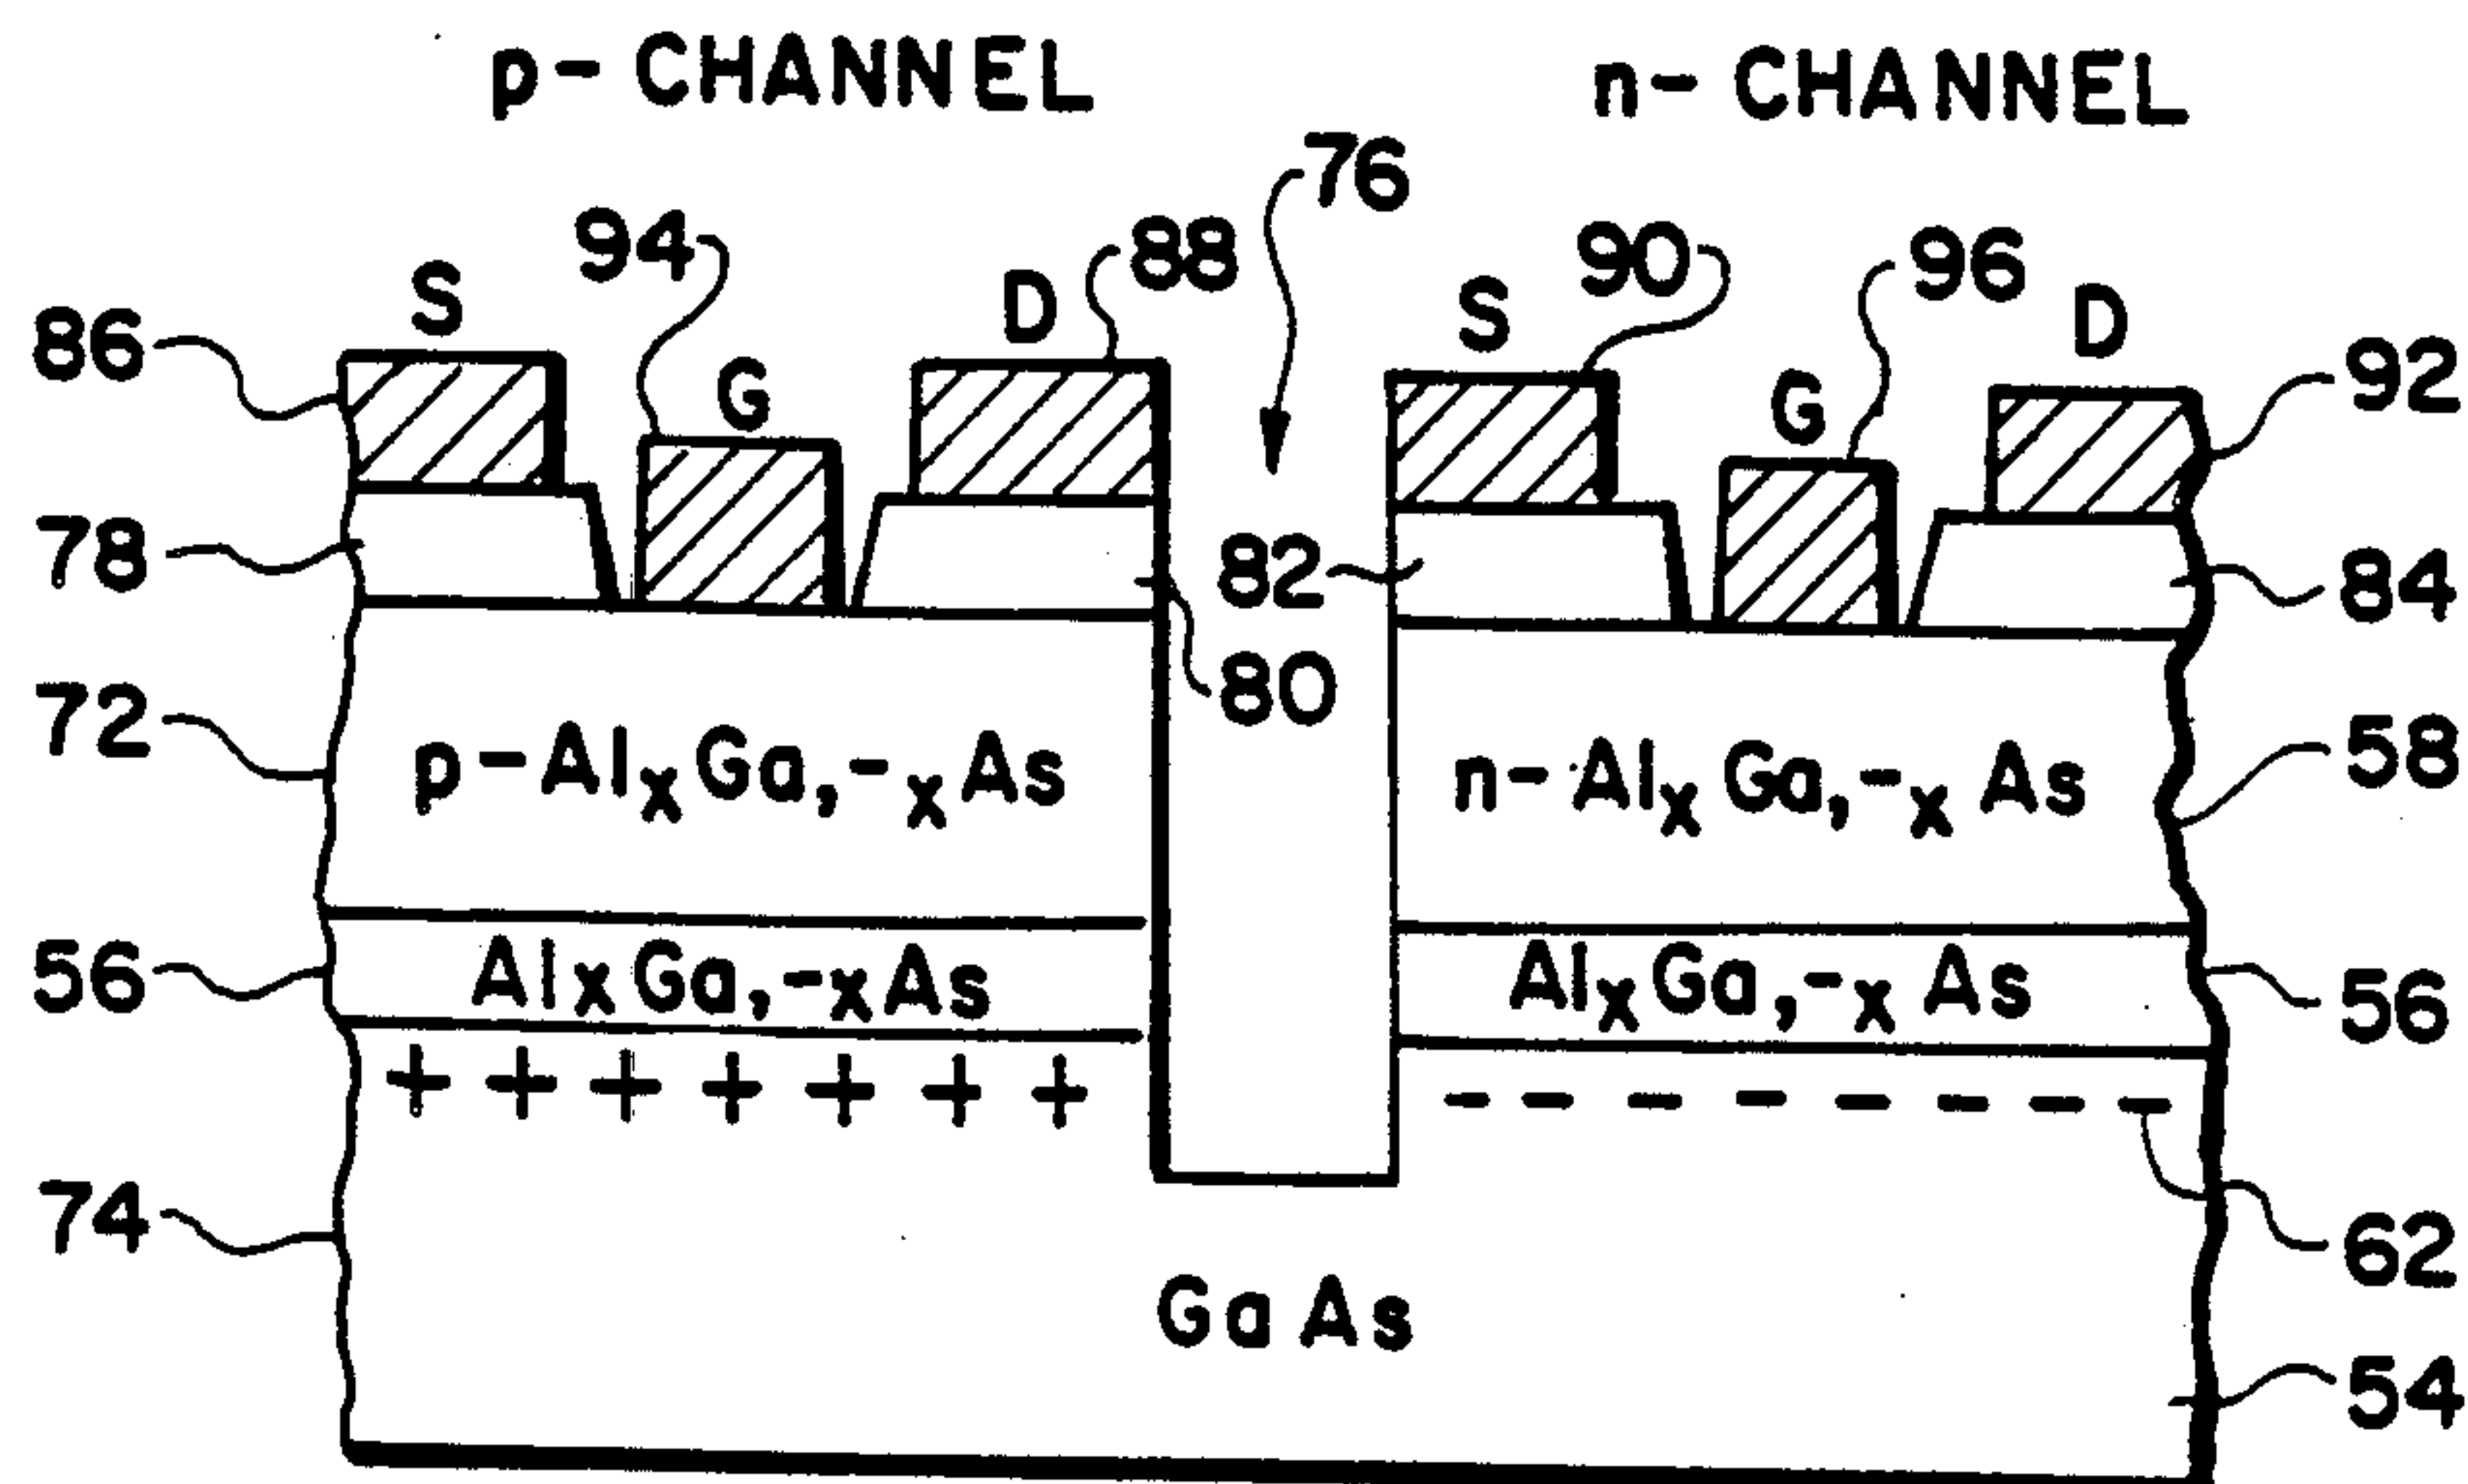 p- CHANNEL
n- CHANNEL
76
94
88
90
96
S
D
S
D
86
G
G
92
78
82
84
80
72
p-AlxGa,-xAs
n-AlxGa,-xAs
58
56
AlxGa,-xAs
AlxGa,-xAs
56
+ + + + + + +
- - - - - - - -
74
62
GaAs
54